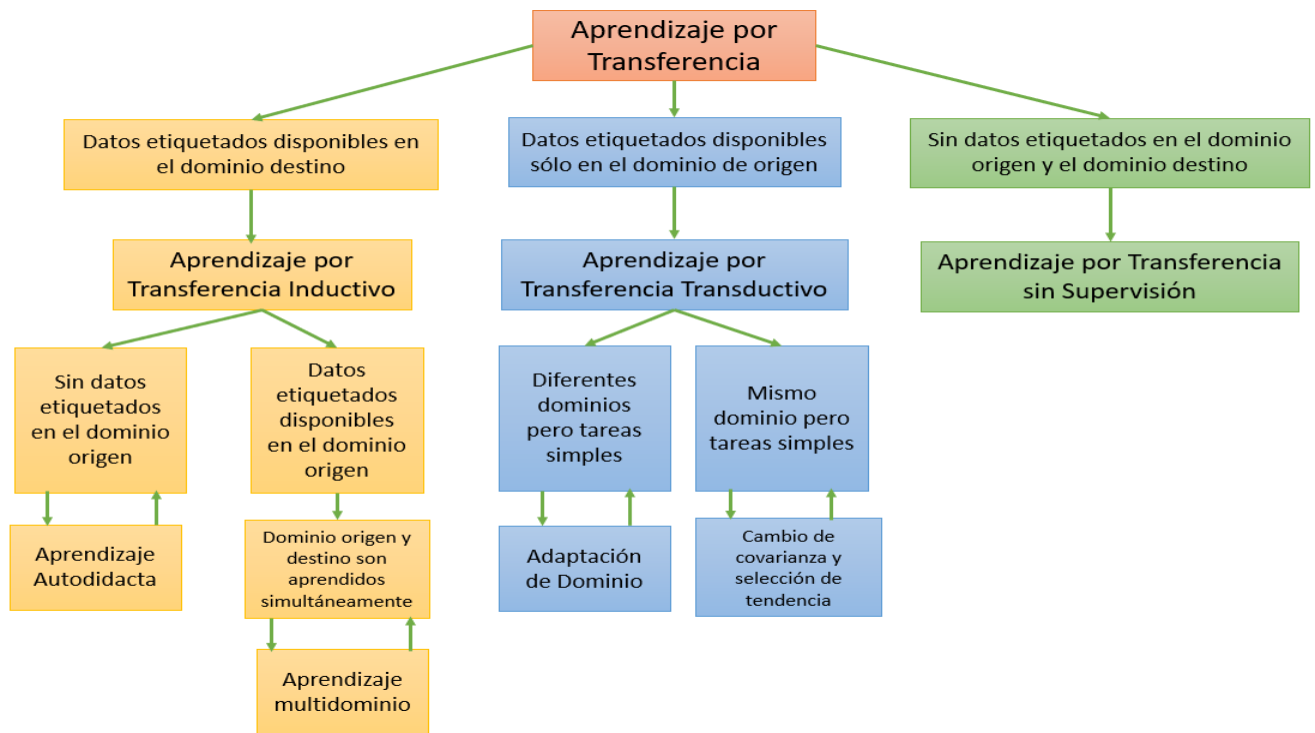 Aprendizaje por
Transferencia
Datos etiquetados disponibles en
el dominio destino
Datos etiquetados disponibles
sólo en el dominio de origen
Sin datos etiquetados en el dominio
origen y el dominio destino
Aprendizaje por
Transferencia Inductivo
Aprendizaje por
Transferencia Transductivo
Aprendizaje por Transferencia
sin Supervisión
Sin datos
etiquetados
en el dominio
origen
Datos
etiquetados
disponibles
en el dominio
origen
Diferentes
dominios
pero tareas
simples
Mismo
dominio pero
tareas simples
Aprendizaje
Autodidacta
Dominio origen y
destino son
aprendidos
simultáneamente
Adaptación
de Dominio
Cambio de
covarianza y
selección de
tendencia
Aprendizaje
multidominio